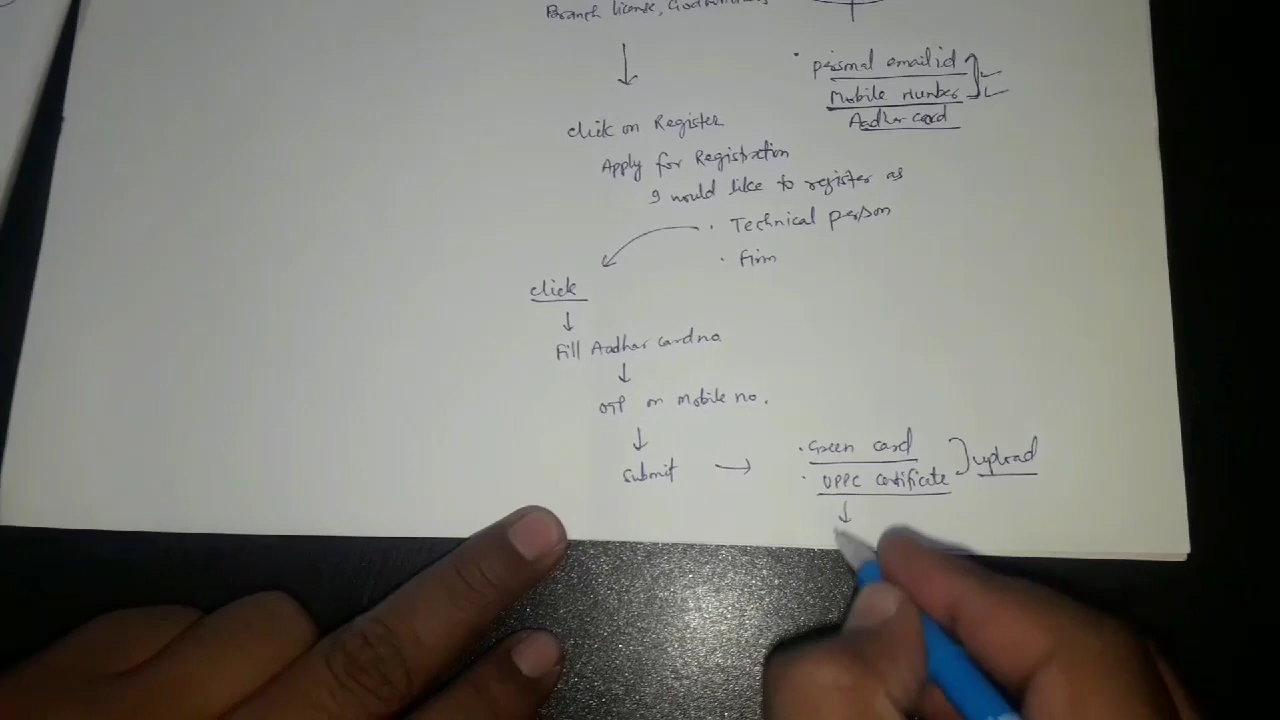 Branch license,
personal email id
Mobile number
Aadhar card
click on Register
Apply for Registration
I would like to register as
Technical person
Firm
click
Fill Aadhar card no
OTP on Mobile no.
submit
Green card
UPPC certificate
upload